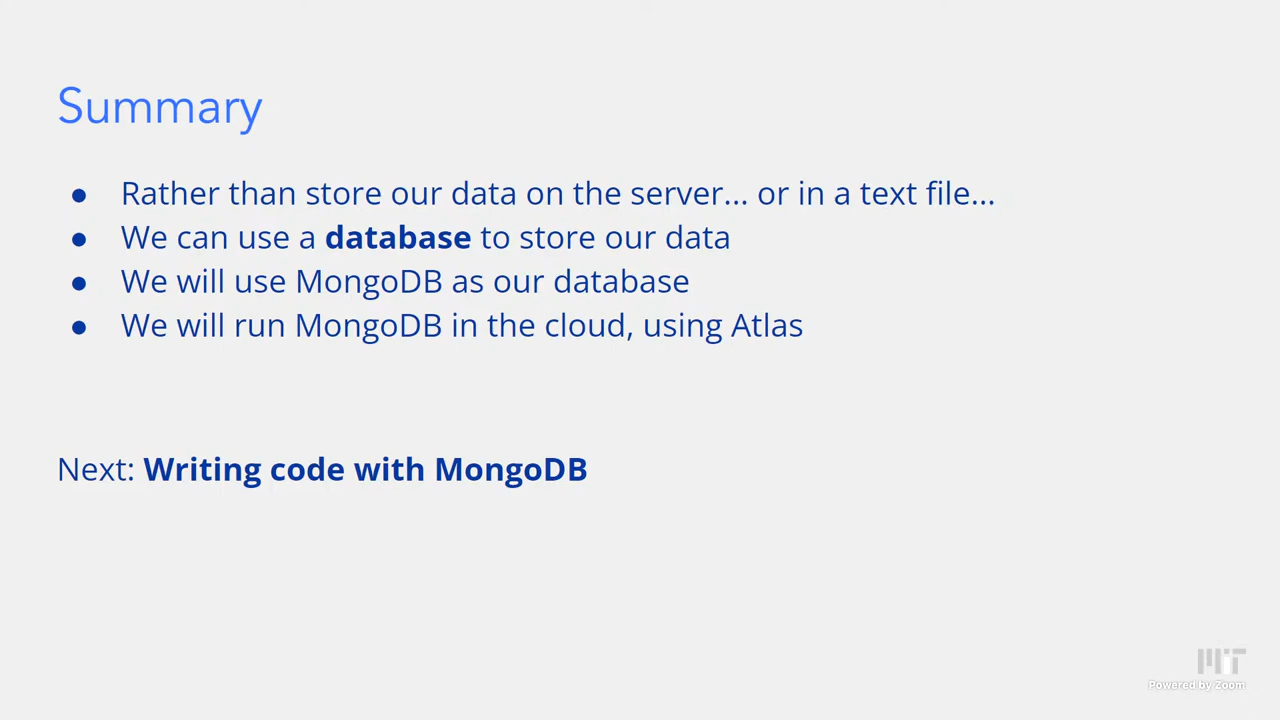 Summary
● Rather than store our data on the server... or in a text file...
● We can use a database to store our data
● We will use MongoDB as our database
● We will run MongoDB in the cloud, using Atlas
Next: Writing code with MongoDB
MIT
Powered by Zoom